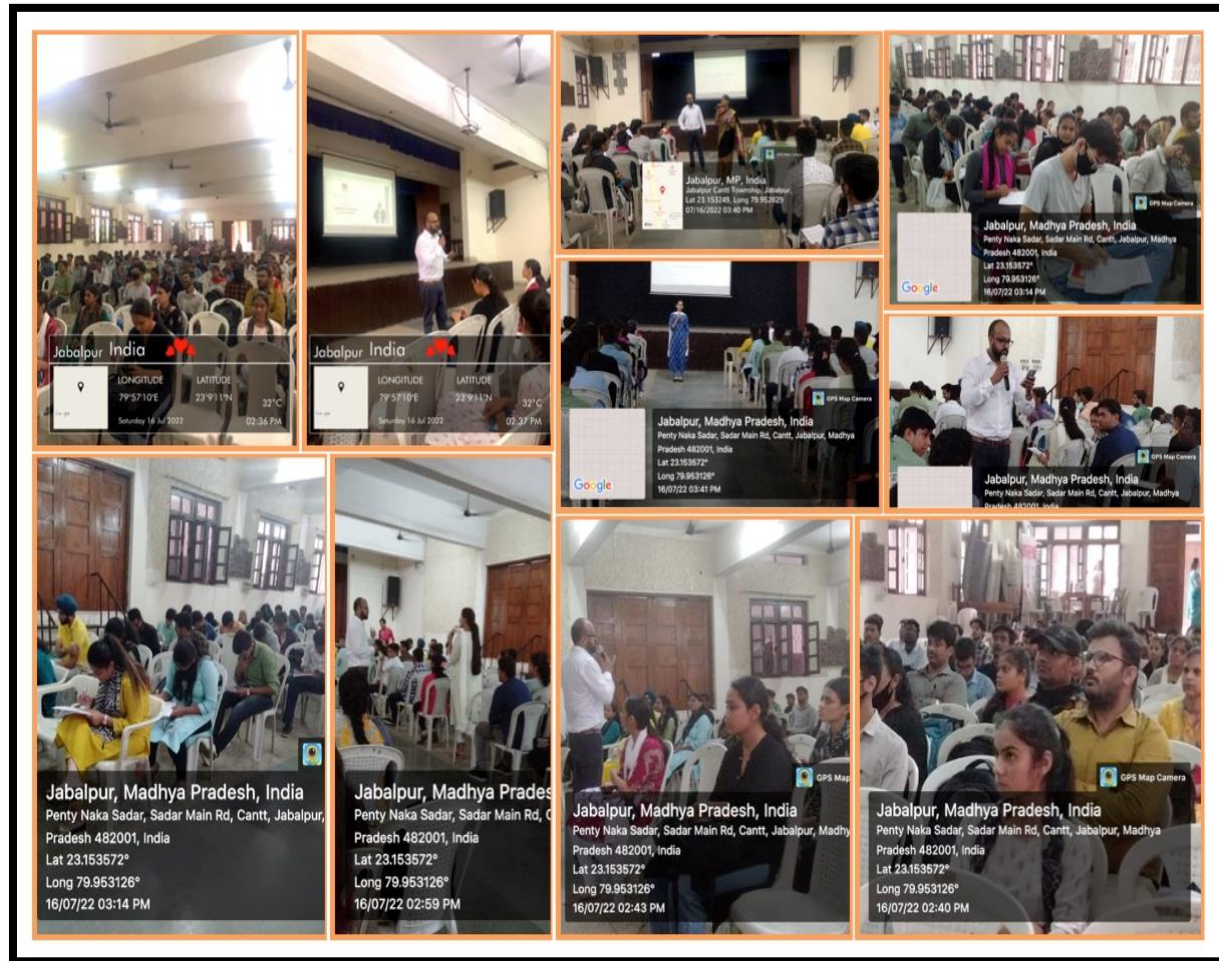 Jabalpur India
LONGITUDE
79°57'10"E
LATITUDE
23°9'11"N
32°C
Saturday 16 Jul 2022
02:36 PM
Jabalpur India
LONGITUDE
79°57'10"E
LATITUDE
23°9'11"N
32°C
Saturday 16 Jul 2022
02:37 PM
Jabalpur, MP, India
Jabalpur Cantt Township, Jabalpur,
Lat 23.153249, Long 79.952829
07/16/2022 03:40 PM
GPS Map Camera
Jabalpur, Madhya Pradesh, India
Penty Naka Sadar, Sadar Main Rd, Cantt, Jabalpur, Madhya
Pradesh 482001, India
Lat 23.153572°
Long 79.953126°
16/07/22 03:14 PM
Google
GPS Map Camera
Jabalpur, Madhya Pradesh, India
Penty Naka Sadar, Sadar Main Rd, Cantt, Jabalpur, Madhya
Pradesh 482001, India
Lat 23.153572°
Long 79.953126°
16/07/22 03:41 PM
Google
GPS Map Camera
Jabalpur, Madhya Pradesh, India
Penty Naka Sadar, Sadar Main Rd, Cantt, Jabalpur, Madhya
Pradesh 482001, India
Jabalpur, Madhya Pradesh, India
Penty Naka Sadar, Sadar Main Rd, Cantt, Jabalpur,
Pradesh 482001, India
Lat 23.153572°
Long 79.953126°
16/07/22 03:14 PM
Jabalpur, Madhya Prades
Penty Naka Sadar, Sadar Main Rd, C
Pradesh 482001, India
Lat 23.153572°
Long 79.953126°
16/07/22 02:59 PM
GPS Map
Jabalpur, Madhya Pradesh, India
Penty Naka Sadar, Sadar Main Rd, Cantt, Jabalpur, Madhy
Pradesh 482001, India
Lat 23.153572°
Long 79.953126°
16/07/22 02:43 PM
GPS Map Camera
Jabalpur, Madhya Pradesh, India
Penty Naka Sadar, Sadar Main Rd, Cantt, Jabalpur, Madhya
Pradesh 482001, India
Lat 23.153572°
Long 79.953126°
16/07/22 02:40 PM